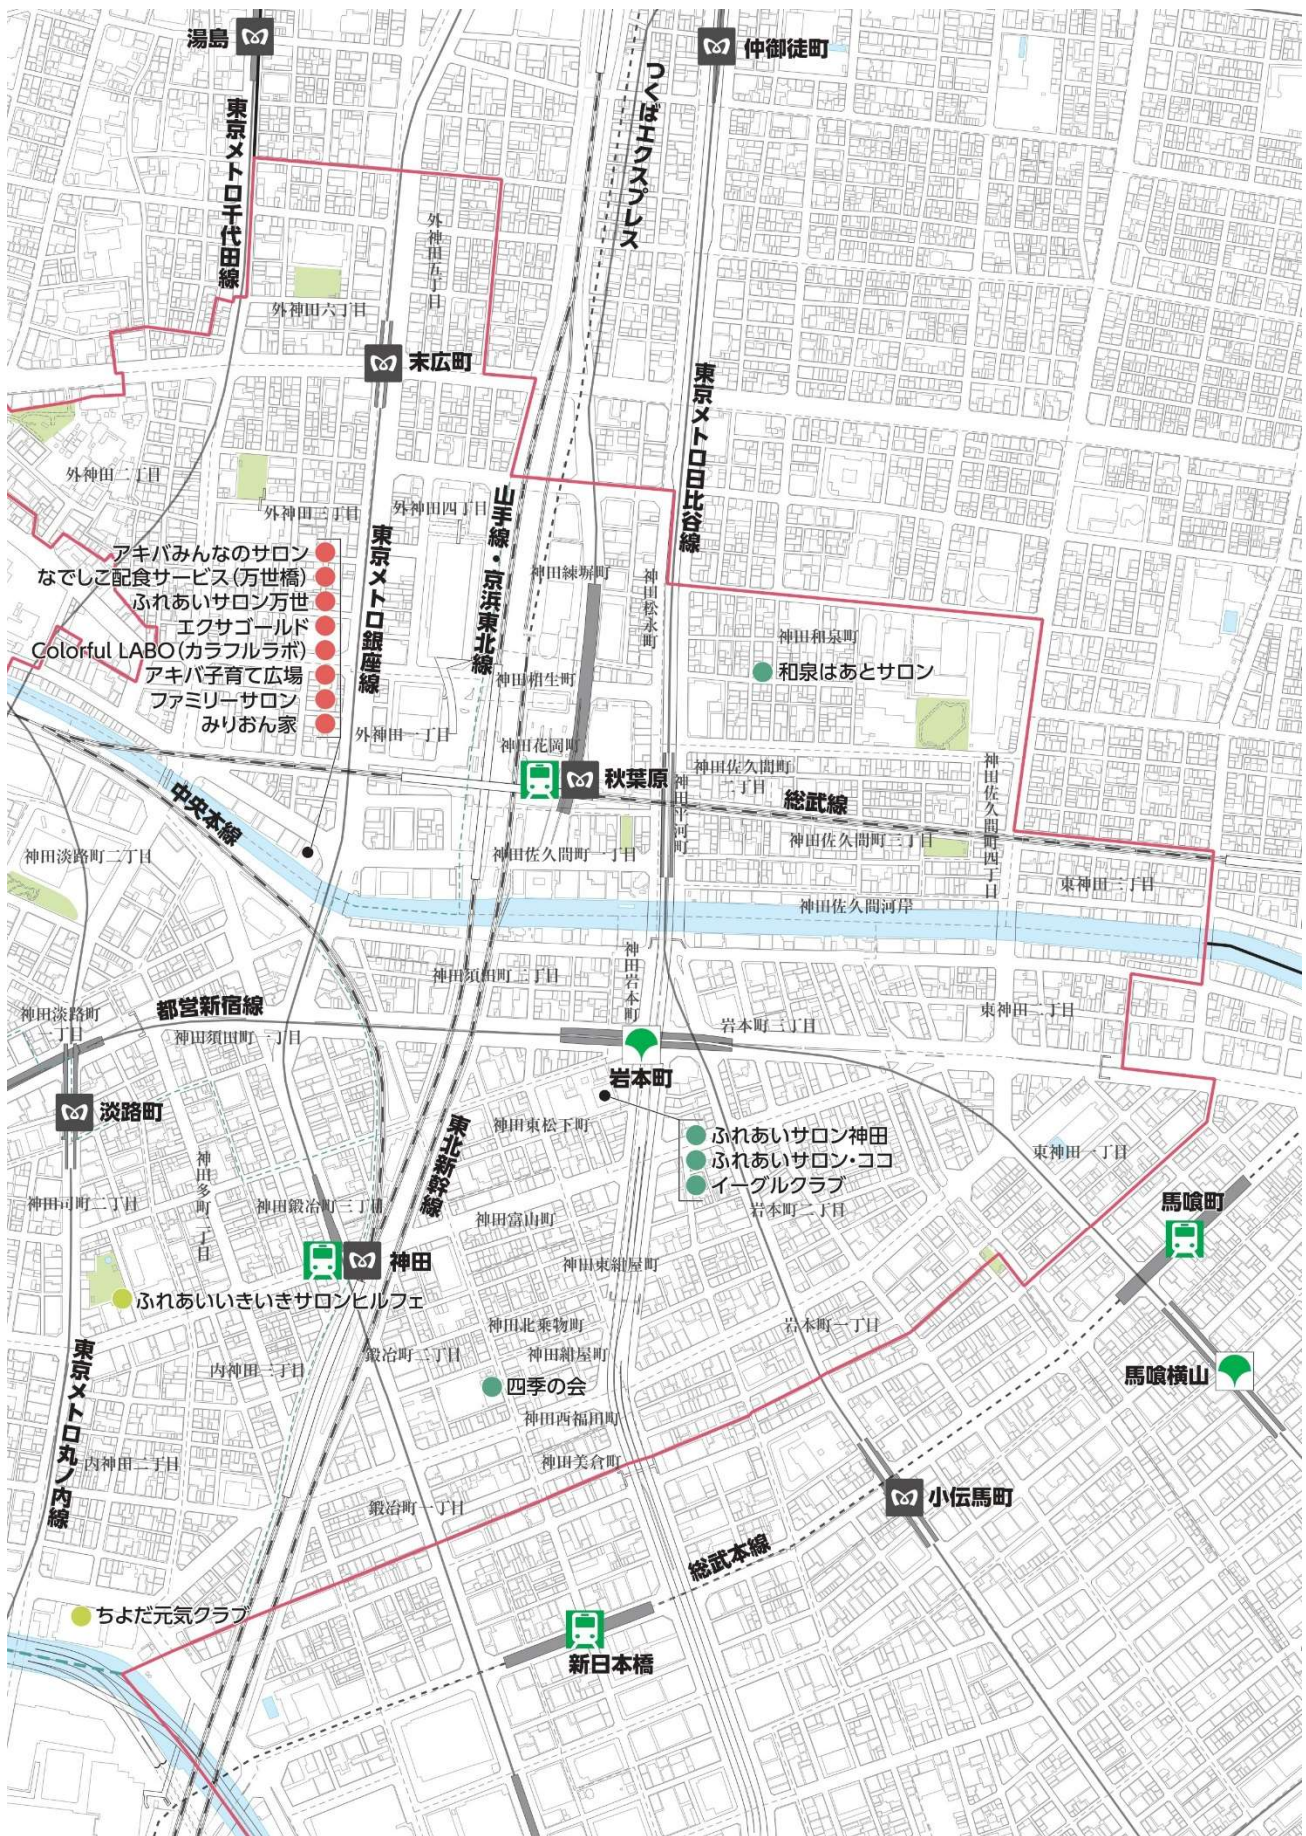 湯島
仲御徒町
つくばエクスプレス
東京メトロ千代田線
外神田五丁目
外神田六丁目
末広町
東京メトロ日比谷線
外神田二丁目
外神田三丁目
外神田四丁目
山手線・京浜東北線
東京メトロ銀座線
アキバみんなのサロン
なでしこ配食サービス(万世橋)
ふれあいサロン万世
エクサゴールド
Colorful LABO(カラフルラボ)
アキバ子育て広場
ファミリーサロン
みりおん家
神田練塀町
神田松永町
神田和泉町
和泉はあとサロン
神田相生町
外神田一丁目
神田花岡町
秋葉原
神田佐久間町
二丁目
神田平河町
総武線
神田佐久間町四丁目
中央本線
神田淡路町二丁目
神田佐久間町一丁目
神田佐久間町三丁目
東神田三丁目
神田佐久間河岸
神田須田町二丁目
神田岩本町
都営新宿線
神田淡路町
一丁目
神田須田町一丁目
岩本町三丁目
東神田二丁目
岩本町
淡路町
東北新幹線
神田東松下町
ふれあいサロン神田
ふれあいサロン・ココ
イーグルクラブ
東神田一丁目
神田司町二丁目
神田多町二丁目
神田鍛冶町三丁目
神田富山町
岩本町二丁目
馬喰町
神田
神田東紺屋町
ふれあいいきいきサロンヒルフェ
神田北乗物町
岩本町一丁目
東京メトロ丸ノ内線
内神田三丁目
鍛冶町二丁目
神田紺屋町
馬喰横山
四季の会
神田西福田町
内神田二丁目
神田美倉町
鍛冶町一丁目
小伝馬町
総武本線
ちよだ元気クラブ
新日本橋